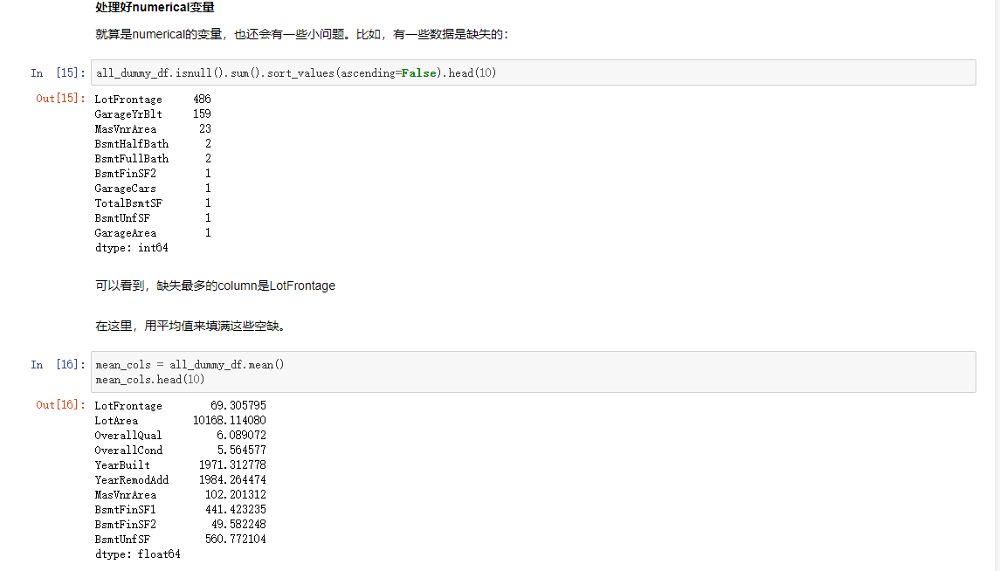 处理好numerical变量
就算是numerical的变量，也还会有一些小问题。比如，有一些数据是缺失的：
In [15]: all_dummy_df.isnull().sum().sort_values(ascending=False).head(10)
Out[15]: LotFrontage 486
GarageYrBlt 159
MasVnrArea 23
BsmtHalfBath 2
BsmtFullBath 2
BsmtFinSF2 1
GarageCars 1
TotalBsmtSF 1
BsmtUnfSF 1
GarageArea 1
dtype: int64
可以看到，缺失最多的column是LotFrontage
在这里，用平均值来填满这些空缺。
In [16]: mean_cols = all_dummy_df.mean()
mean_cols.head(10)
Out[16]: LotFrontage 69.305795
LotArea 10168.114080
OverallQual 6.089072
OverallCond 5.564577
YearBuilt 1971.312778
YearRemodAdd 1984.264474
MasVnrArea 102.201312
BsmtFinSF1 441.423235
BsmtFinSF2 49.582248
BsmtUnfSF 560.772104
dtype: float64